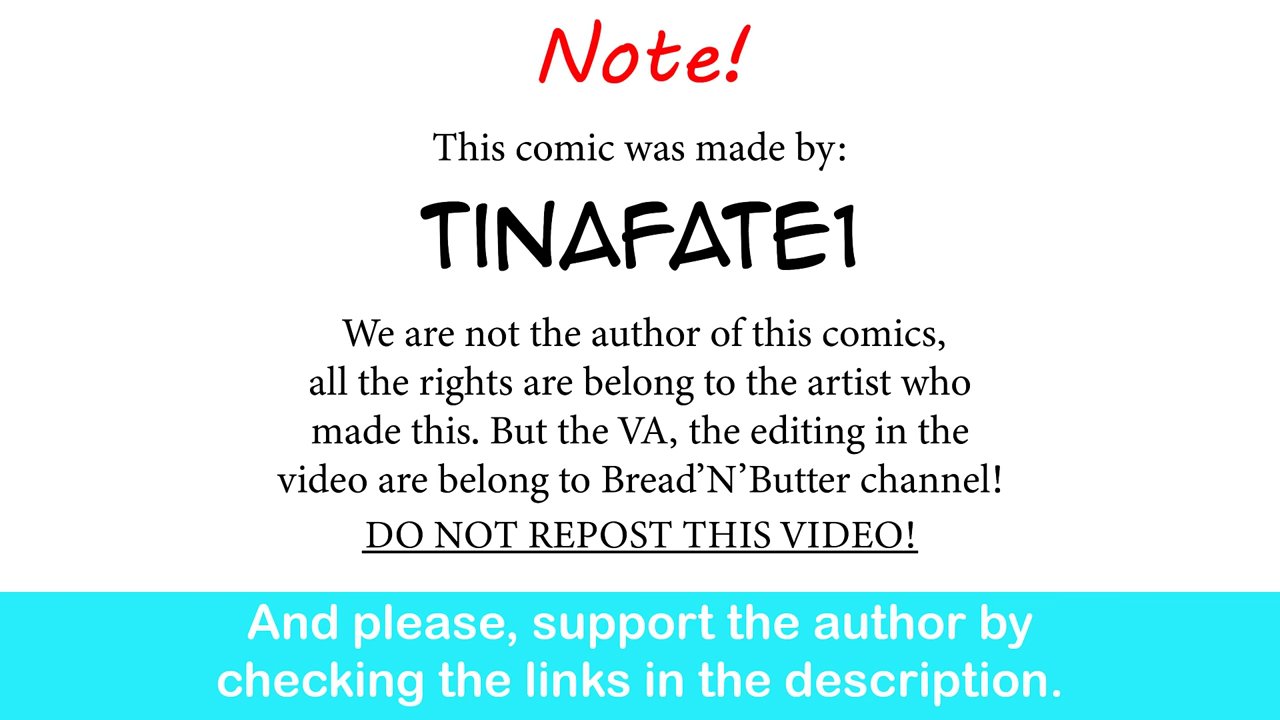 Note!
This comic was made by:
TINAFATE1
We are not the author of this comics,
all the rights are belong to the artist who
made this. But the VA, the editing in the
video are belong to Bread’N’Butter channel!
DO NOT REPOST THIS VIDEO!
And please, support the author by
checking the links in the description.